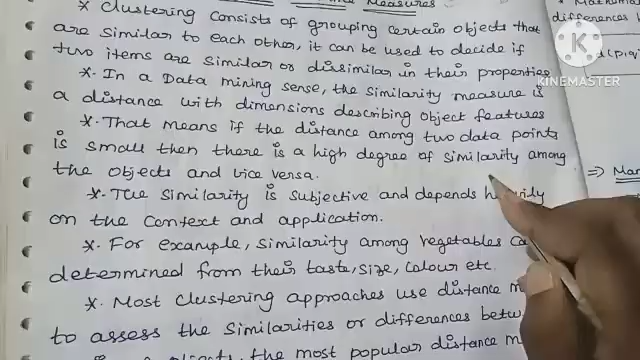 Measures
* Clustering consists of grouping certain objects that
are similar to each other, it can be used to decide if
two items are similar or dissimilar in their properties
*. In a Data mining sense, the similarity measure is
a distance with dimensions describing object features
*. That means if the distance among two data points
is small then there is a high degree of similarity among
the objects and vice versa.
*. The similarity is subjective and depends heavily
on the context and application.
*. For example, similarity among vegetables
determined from their taste, size, colour etc.
*. Most clustering approaches use distance
to assess the similarities or differences
the most popular distance
differences
KINEMASTER